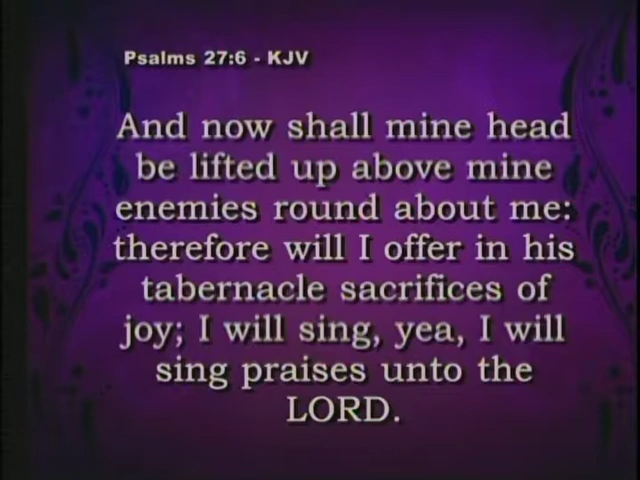 Psalms 27:6 - KJV
And now shall mine head
be lifted up above mine
enemies round about me:
therefore will I offer in his
tabernacle sacrifices of
joy; I will sing, yea, I will
sing praises unto the
LORD.